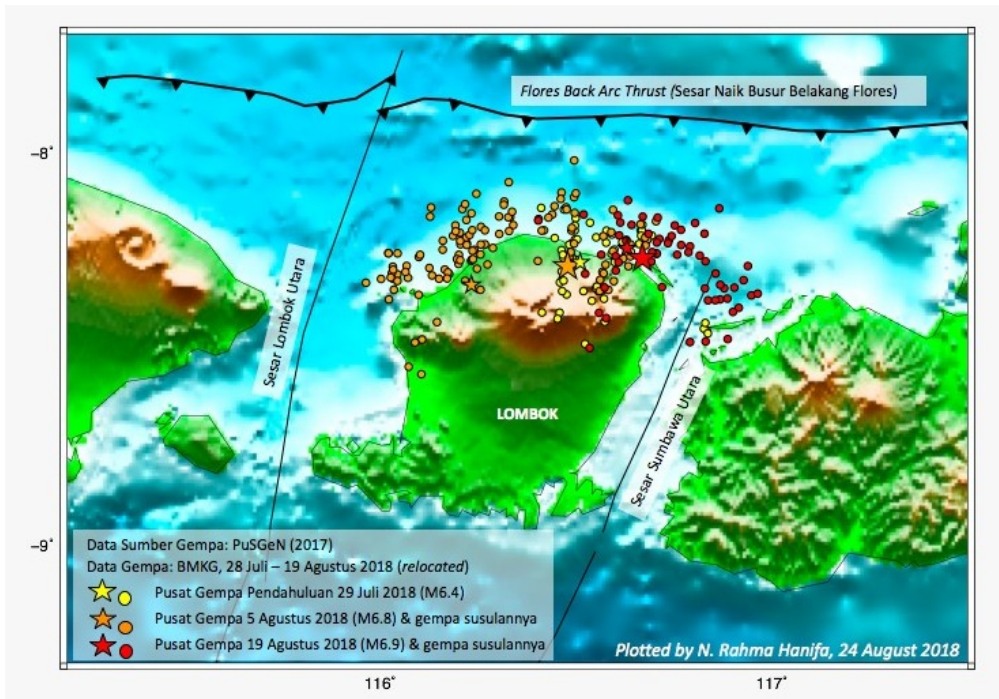 Flores Back Arc Thrust (Sesar Naik Busur Belakang Flores)
–8°
Sesar Lombok Utara
LOMBOK
Sesar Sumbawa Utara
–9°
Data Sumber Gempa: PuSGeN (2017)
Data Gempa: BMKG, 28 Juli – 19 Agustus 2018 (relocated)
Pusat Gempa Pendahuluan 29 Juli 2018 (M6.4)
Pusat Gempa 5 Agustus 2018 (M6.8) & gempa susulannya
Pusat Gempa 19 Agustus 2018 (M6.9) & gempa susulannya
Plotted by N. Rahma Hanifa, 24 August 2018
116°
117°